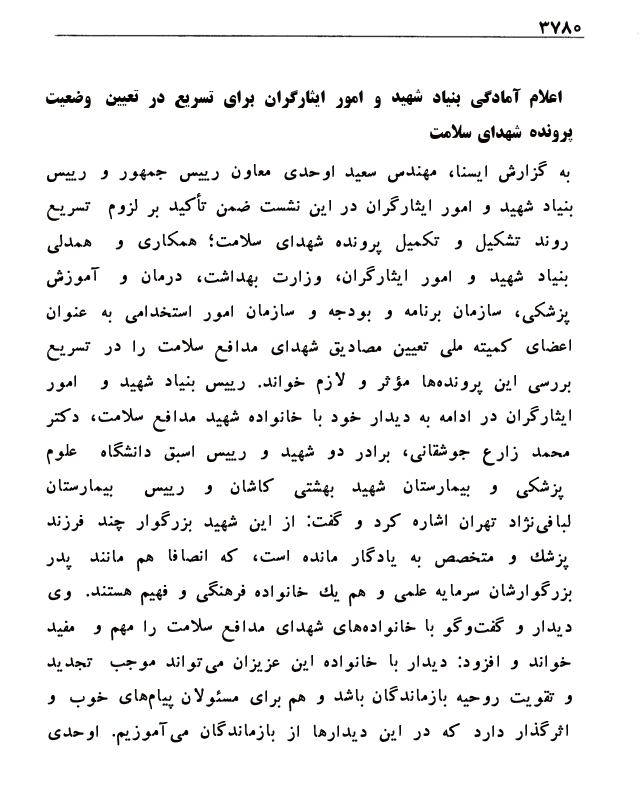 ۳۷۸۰
اعلام آمادگی بنیاد شهید و امور ایثارگران برای تسریع در تعیین وضعیت
پرونده شهدای سلامت
به گزارش ایسنا، مهندس سعید اوحدی معاون رییس جمهور و رییس
بنیاد شهید و امور ایثارگران در این نشست ضمن تأکید بر لزوم تسریع
روند تشکیل و تکمیل پرونده شهدای سلامت؛ همکاری و همدلی
بنیاد شهید و امور ایثارگران، وزارت بهداشت، درمان و آموزش
پزشکی، سازمان برنامه و بودجه و سازمان امور استخدامی به عنوان
اعضای کمیته ملی تعیین مصادیق شهدای مدافع سلامت را در تسریع
بررسی این پرونده‌ها مؤثر و لازم خواند. رییس بنیاد شهید و امور
ایثارگران در ادامه به دیدار خود با خانواده شهید مدافع سلامت، دکتر
محمد زارع جوشقانی، برادر دو شهید و رییس اسبق دانشگاه علوم
پزشکی و بیمارستان شهید بهشتی کاشان و رییس بیمارستان
لبافی‌نژاد تهران اشاره کرد و گفت: از این شهید بزرگوار چند فرزند
پزشك و متخصص به یادگار مانده است، که انصافا هم مانند پدر
بزرگوارشان سرمایه علمی و هم یك خانواده فرهنگی و فهیم هستند. وی
دیدار و گفت‌وگو با خانواده‌های شهدای مدافع سلامت را مهم و مفید
خواند و افزود: دیدار با خانواده این عزیزان می‌تواند موجب تجدید
و تقویت روحیه بازماندگان باشد و هم برای مسئولان پیام‌های خوب و
اثرگذار دارد که در این دیدارها از بازماندگان می‌آموزیم. اوحدی